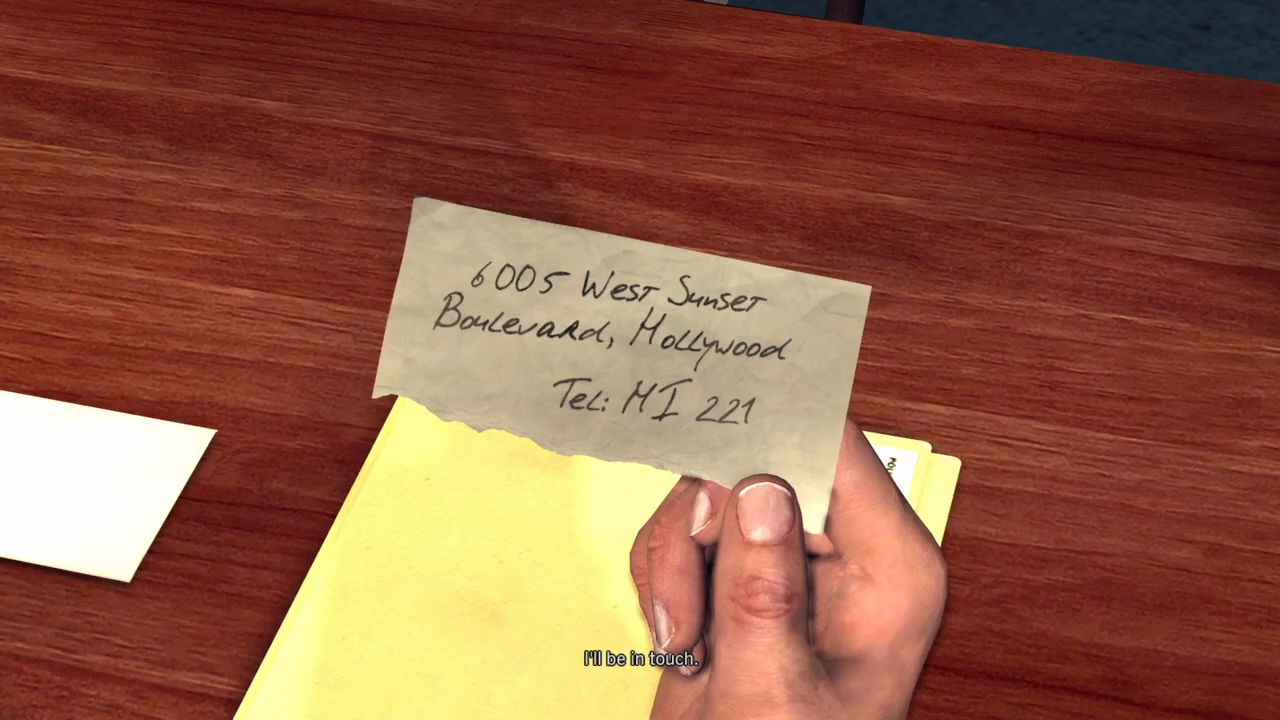 6005 West Sunset
Boulevard, Hollywood
Tel: MI 221
I'll be in touch.